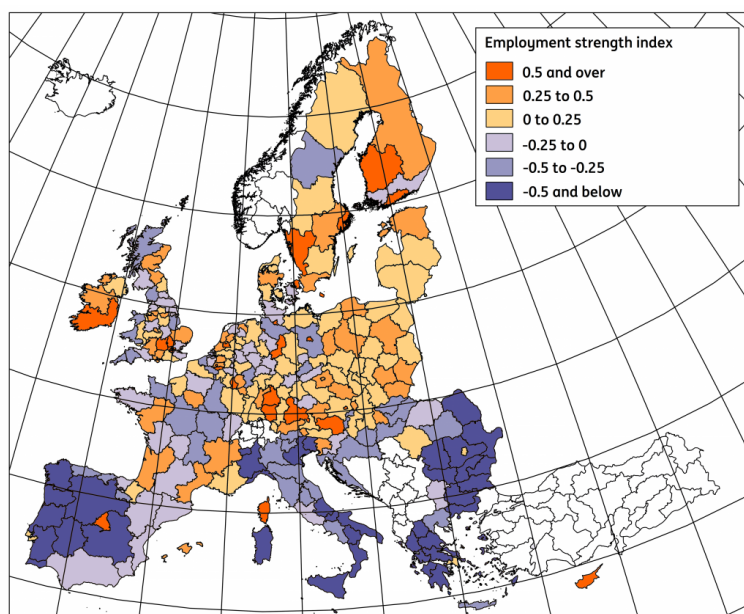 Employment strength index
0.5 and over
0.25 to 0.5
0 to 0.25
-0.25 to 0
-0.5 to -0.25
-0.5 and below